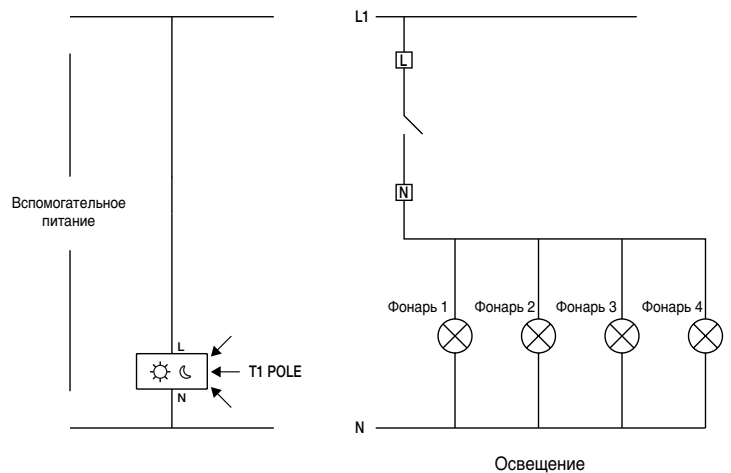 L1
L
N
Вспомогательное
питание
Фонарь 1
Фонарь 2
Фонарь 3
Фонарь 4
L
T1 POLE
N
N
Освещение